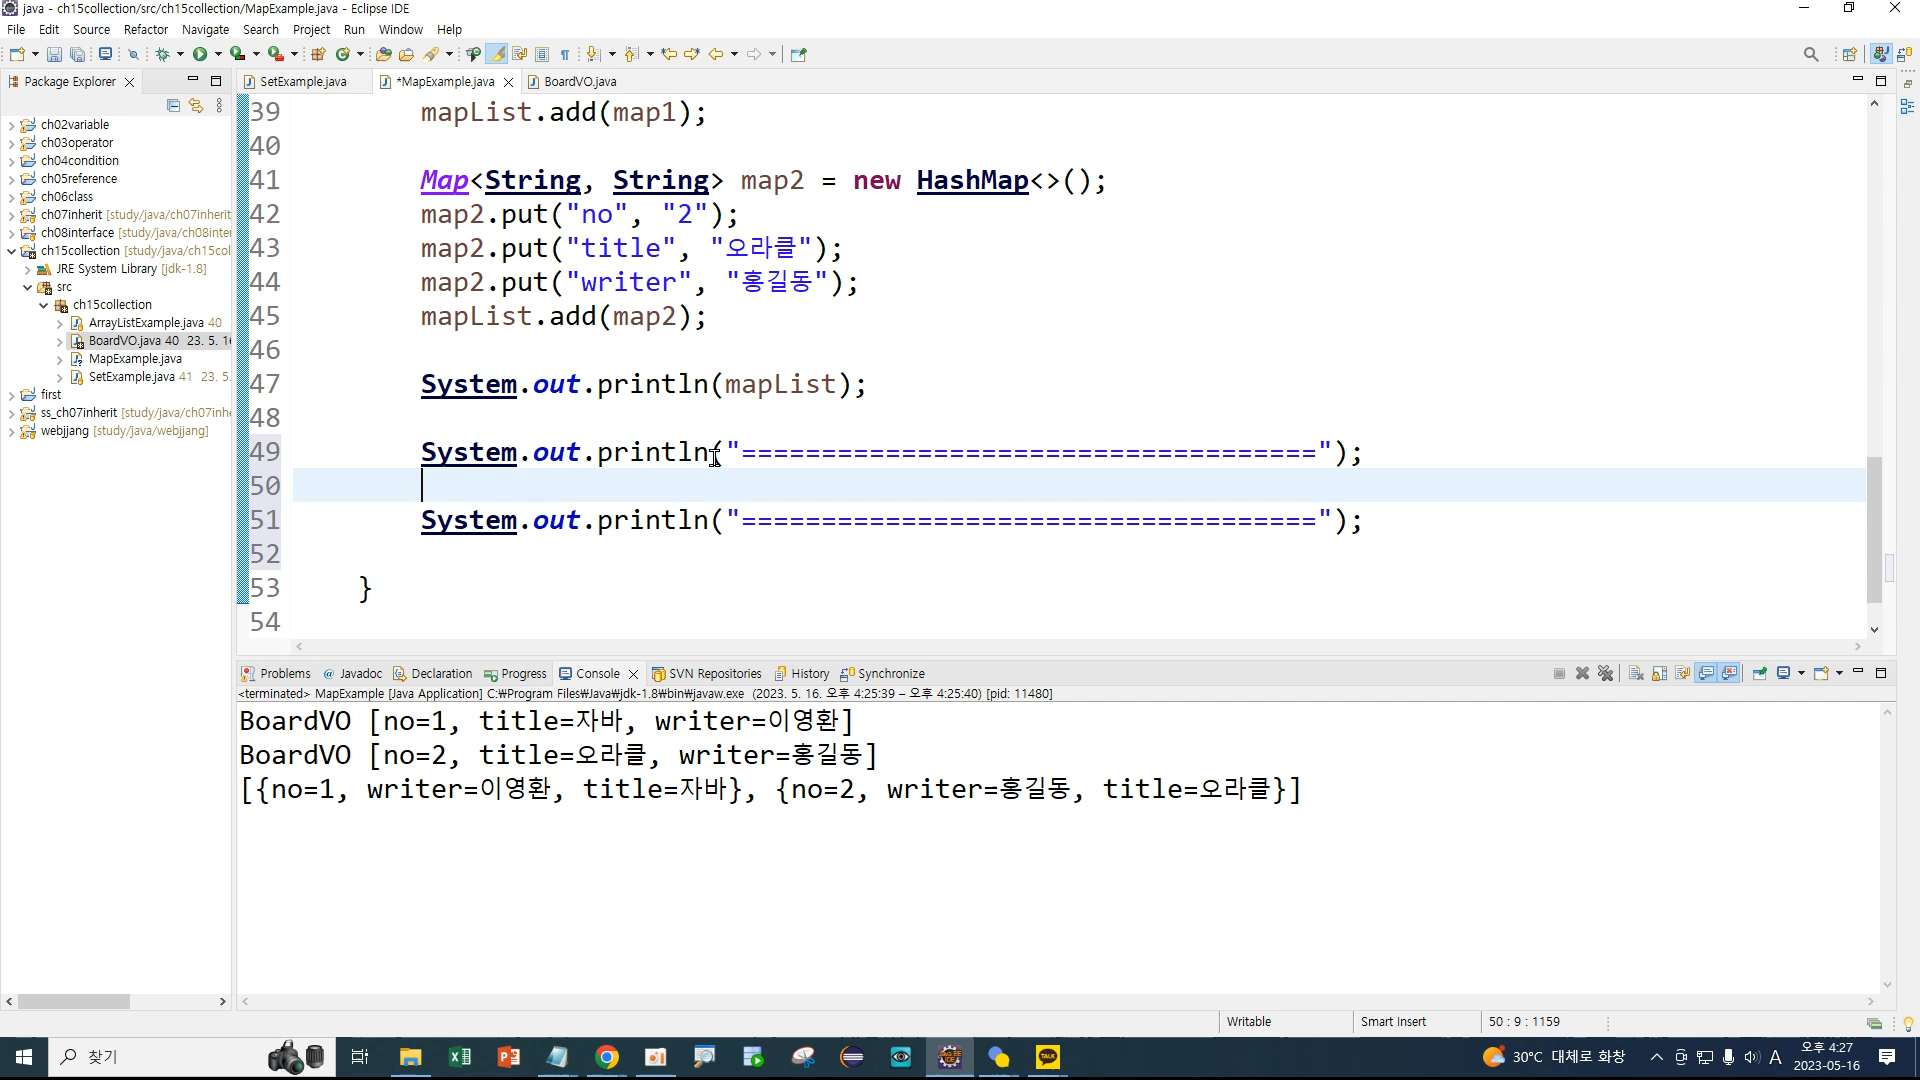 java - ch15collection/src/ch15collection/MapExample.java - Eclipse IDE
File Edit Source Refactor Navigate Search Project Run Window Help
Package Explorer
SetExample.java *MapExample.java BoardVO.java
ch02variable
ch03operator
ch04condition
ch05reference
ch06class
ch07inherit [study/java/ch07inherit
ch08interface [study/java/ch08inter
ch15collection [study/java/ch15col
JRE System Library [jdk-1.8]
src
ch15collection
ArrayListExample.java 40
BoardVO.java 40 23. 5. 16
MapExample.java
SetExample.java 41 23. 5.
first
ss_ch07inherit [study/java/ch07inhe
webjjang [study/java/webjjang]
39 mapList.add(map1);
40
41 Map<String, String> map2 = new HashMap<>();
42 map2.put("no", "2");
43 map2.put("title", "오라클");
44 map2.put("writer", "홍길동");
45 mapList.add(map2);
46
47 System.out.println(mapList);
48
49 System.out.println("====================================");
50
51 System.out.println("====================================");
52
53 }
54
Problems @ Javadoc Declaration Progress Console SVN Repositories History Synchronize
<terminated> MapExample [Java Application] C:₩Program Files₩Java₩jdk-1.8₩bin₩javaw.exe (2023. 5. 16. 오후 4:25:39 – 오후 4:25:40) [pid: 11480]
BoardVO [no=1, title=자바, writer=이영환]
BoardVO [no=2, title=오라클, writer=홍길동]
[{no=1, writer=이영환, title=자바}, {no=2, writer=홍길동, title=오라클}]
Writable Smart Insert 50 : 9 : 1159
찾기
TALK
30°C 대체로 화창
A
오후 4:27
2023-05-16